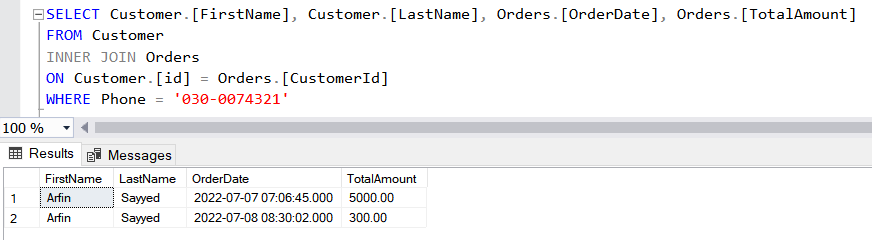 SELECT Customer.[FirstName], Customer.[LastName], Orders.[OrderDate], Orders.[TotalAmount]
FROM Customer
INNER JOIN Orders
ON Customer.[id] = Orders.[CustomerId]
WHERE Phone = '030-0074321'
100 %
Results Messages
FirstName LastName OrderDate TotalAmount
1 Arfin Sayyed 2022-07-07 07:06:45.000 5000.00
2 Arfin Sayyed 2022-07-08 08:30:02.000 300.00